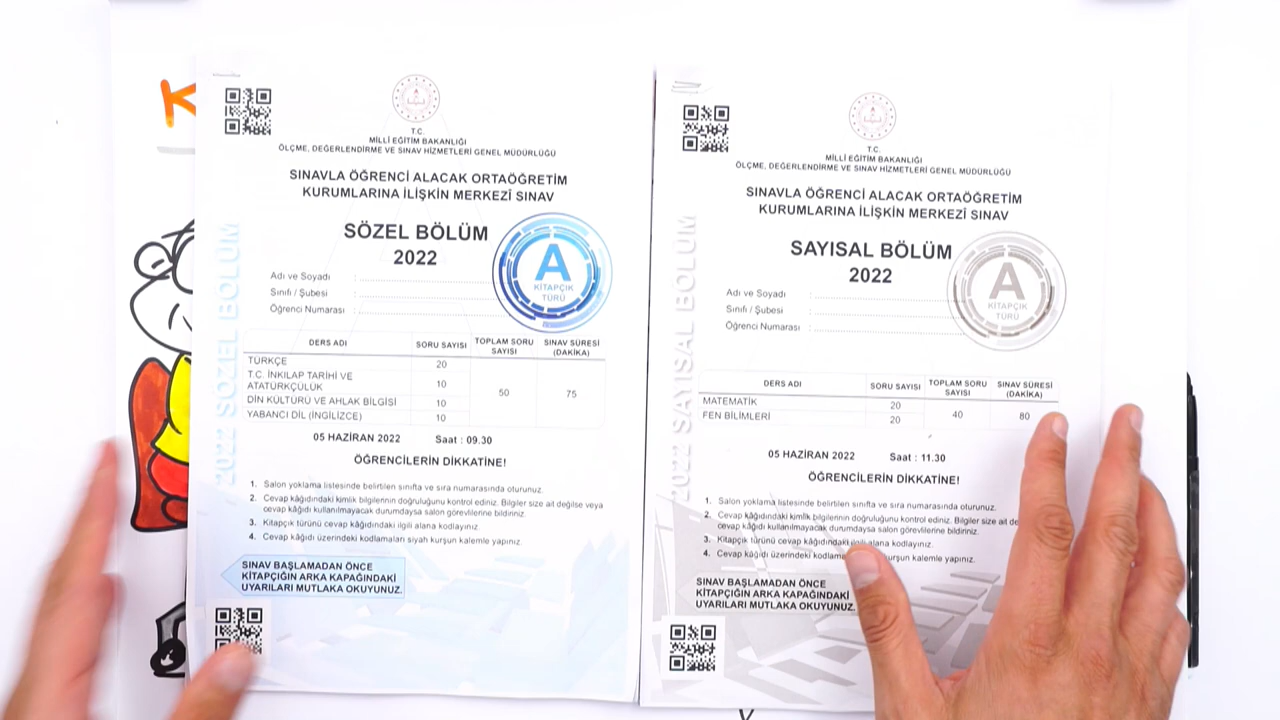 K
T.C.
MİLLİ EĞİTİM BAKANLIĞI
ÖLÇME, DEĞERLENDİRME VE SINAV HİZMETLERİ GENEL MÜDÜRLÜĞÜ
SINAVLA ÖĞRENCİ ALACAK ORTAÖĞRETİM
KURUMLARINA İLİŞKİN MERKEZÎ SINAV
SÖZEL BÖLÜM
2022
A
KİTAPÇIK
TÜRÜ
Adı ve Soyadı :
Sınıfı / Şubesi :
Öğrenci Numarası :
DERS ADI SORU SAYISI TOPLAM SORU SAYISI SINAV SÜRESİ (DAKİKA)
TÜRKÇE 20
T.C. İNKILAP TARİHİ VE
ATATÜRKÇÜLÜK 10
50 75
DİN KÜLTÜRÜ VE AHLAK BİLGİSİ 10
YABANCI DİL (İNGİLİZCE) 10
05 HAZİRAN 2022 Saat : 09.30
ÖĞRENCİLERİN DİKKATİNE!
1. Salon yoklama listesinde belirtilen sınıfta ve sıra numarasında oturunuz.
2. Cevap kâğıdındaki kimlik bilgilerinin doğruluğunu kontrol ediniz. Bilgiler size ait değilse veya
cevap kâğıdı kullanılmayacak durumdaysa salon görevlilerine bildiriniz.
3. Kitapçık türünü cevap kâğıdındaki ilgili alana kodlayınız.
4. Cevap kâğıdı üzerindeki kodlamaları siyah kurşun kalemle yapınız.
SINAV BAŞLAMADAN ÖNCE
KİTAPÇIĞIN ARKA KAPAĞINDAKİ
UYARILARI MUTLAKA OKUYUNUZ.
2022 SÖZEL BÖLÜM
T.C.
MİLLİ EĞİTİM BAKANLIĞI
ÖLÇME, DEĞERLENDİRME VE SINAV HİZMETLERİ GENEL MÜDÜRLÜĞÜ
SINAVLA ÖĞRENCİ ALACAK ORTAÖĞRETİM
KURUMLARINA İLİŞKİN MERKEZÎ SINAV
SAYISAL BÖLÜM
2022
A
KİTAPÇIK
TÜRÜ
Adı ve Soyadı :
Sınıfı / Şubesi :
Öğrenci Numarası :
DERS ADI SORU SAYISI TOPLAM SORU SAYISI SINAV SÜRESİ (DAKİKA)
MATEMATİK 20
40 80
FEN BİLİMLERİ 20
05 HAZİRAN 2022 Saat : 11.30
ÖĞRENCİLERİN DİKKATİNE!
1. Salon yoklama listesinde belirtilen sınıfta ve sıra numarasında oturunuz.
2. Cevap kâğıdındaki kimlik bilgilerinin doğruluğunu kontrol ediniz. Bilgiler size ait de
cevap kâğıdı kullanılmayacak durumdaysa salon görevlilerine bildiriniz.
3. Kitapçık türünü cevap kâğıdındaki ilgili alana kodlayınız.
4. Cevap kâğıdı üzerindeki kodlama kurşun kalemle yapınız.
SINAV BAŞLAMADAN ÖNCE
KİTAPÇIĞIN ARKA KAPAĞINDAKİ
UYARILARI MUTLAKA OKUYUNUZ.
2022 SAYISAL BÖLÜM